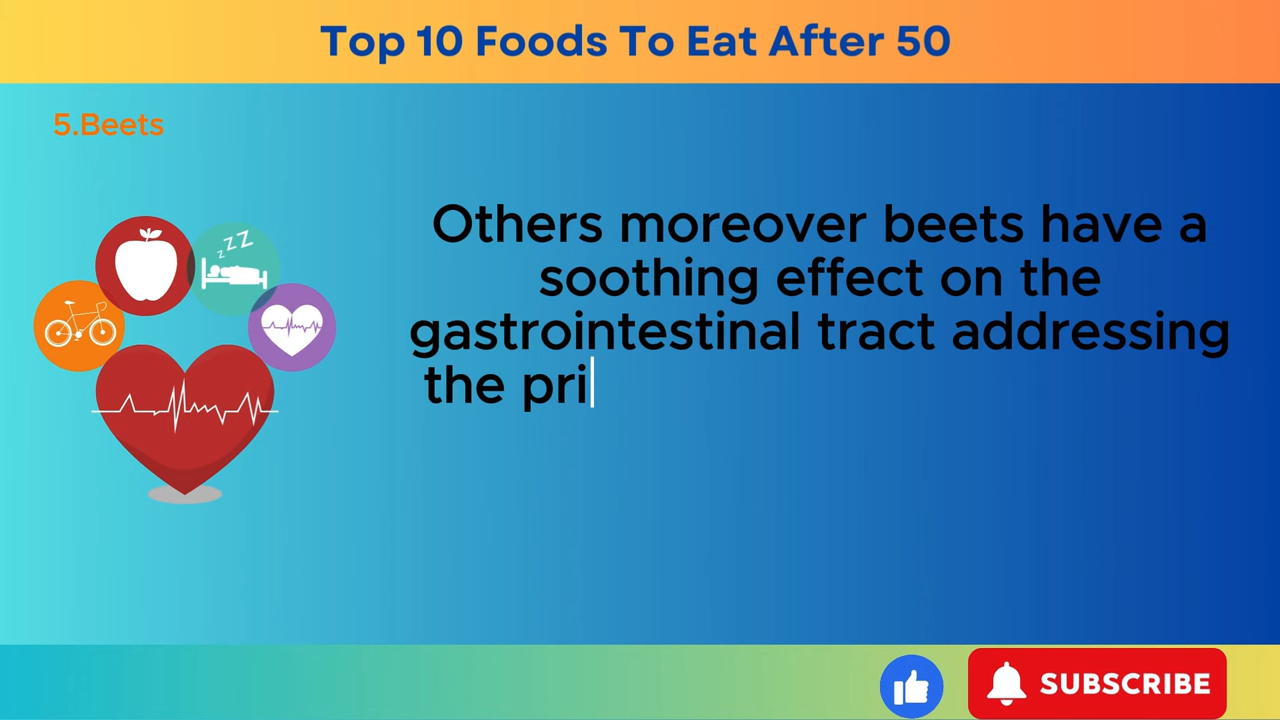 Top 10 Foods To Eat After 50
5.Beets
zzz
Others moreover beets have a
soothing effect on the
gastrointestinal tract addressing
the pri
SUBSCRIBE